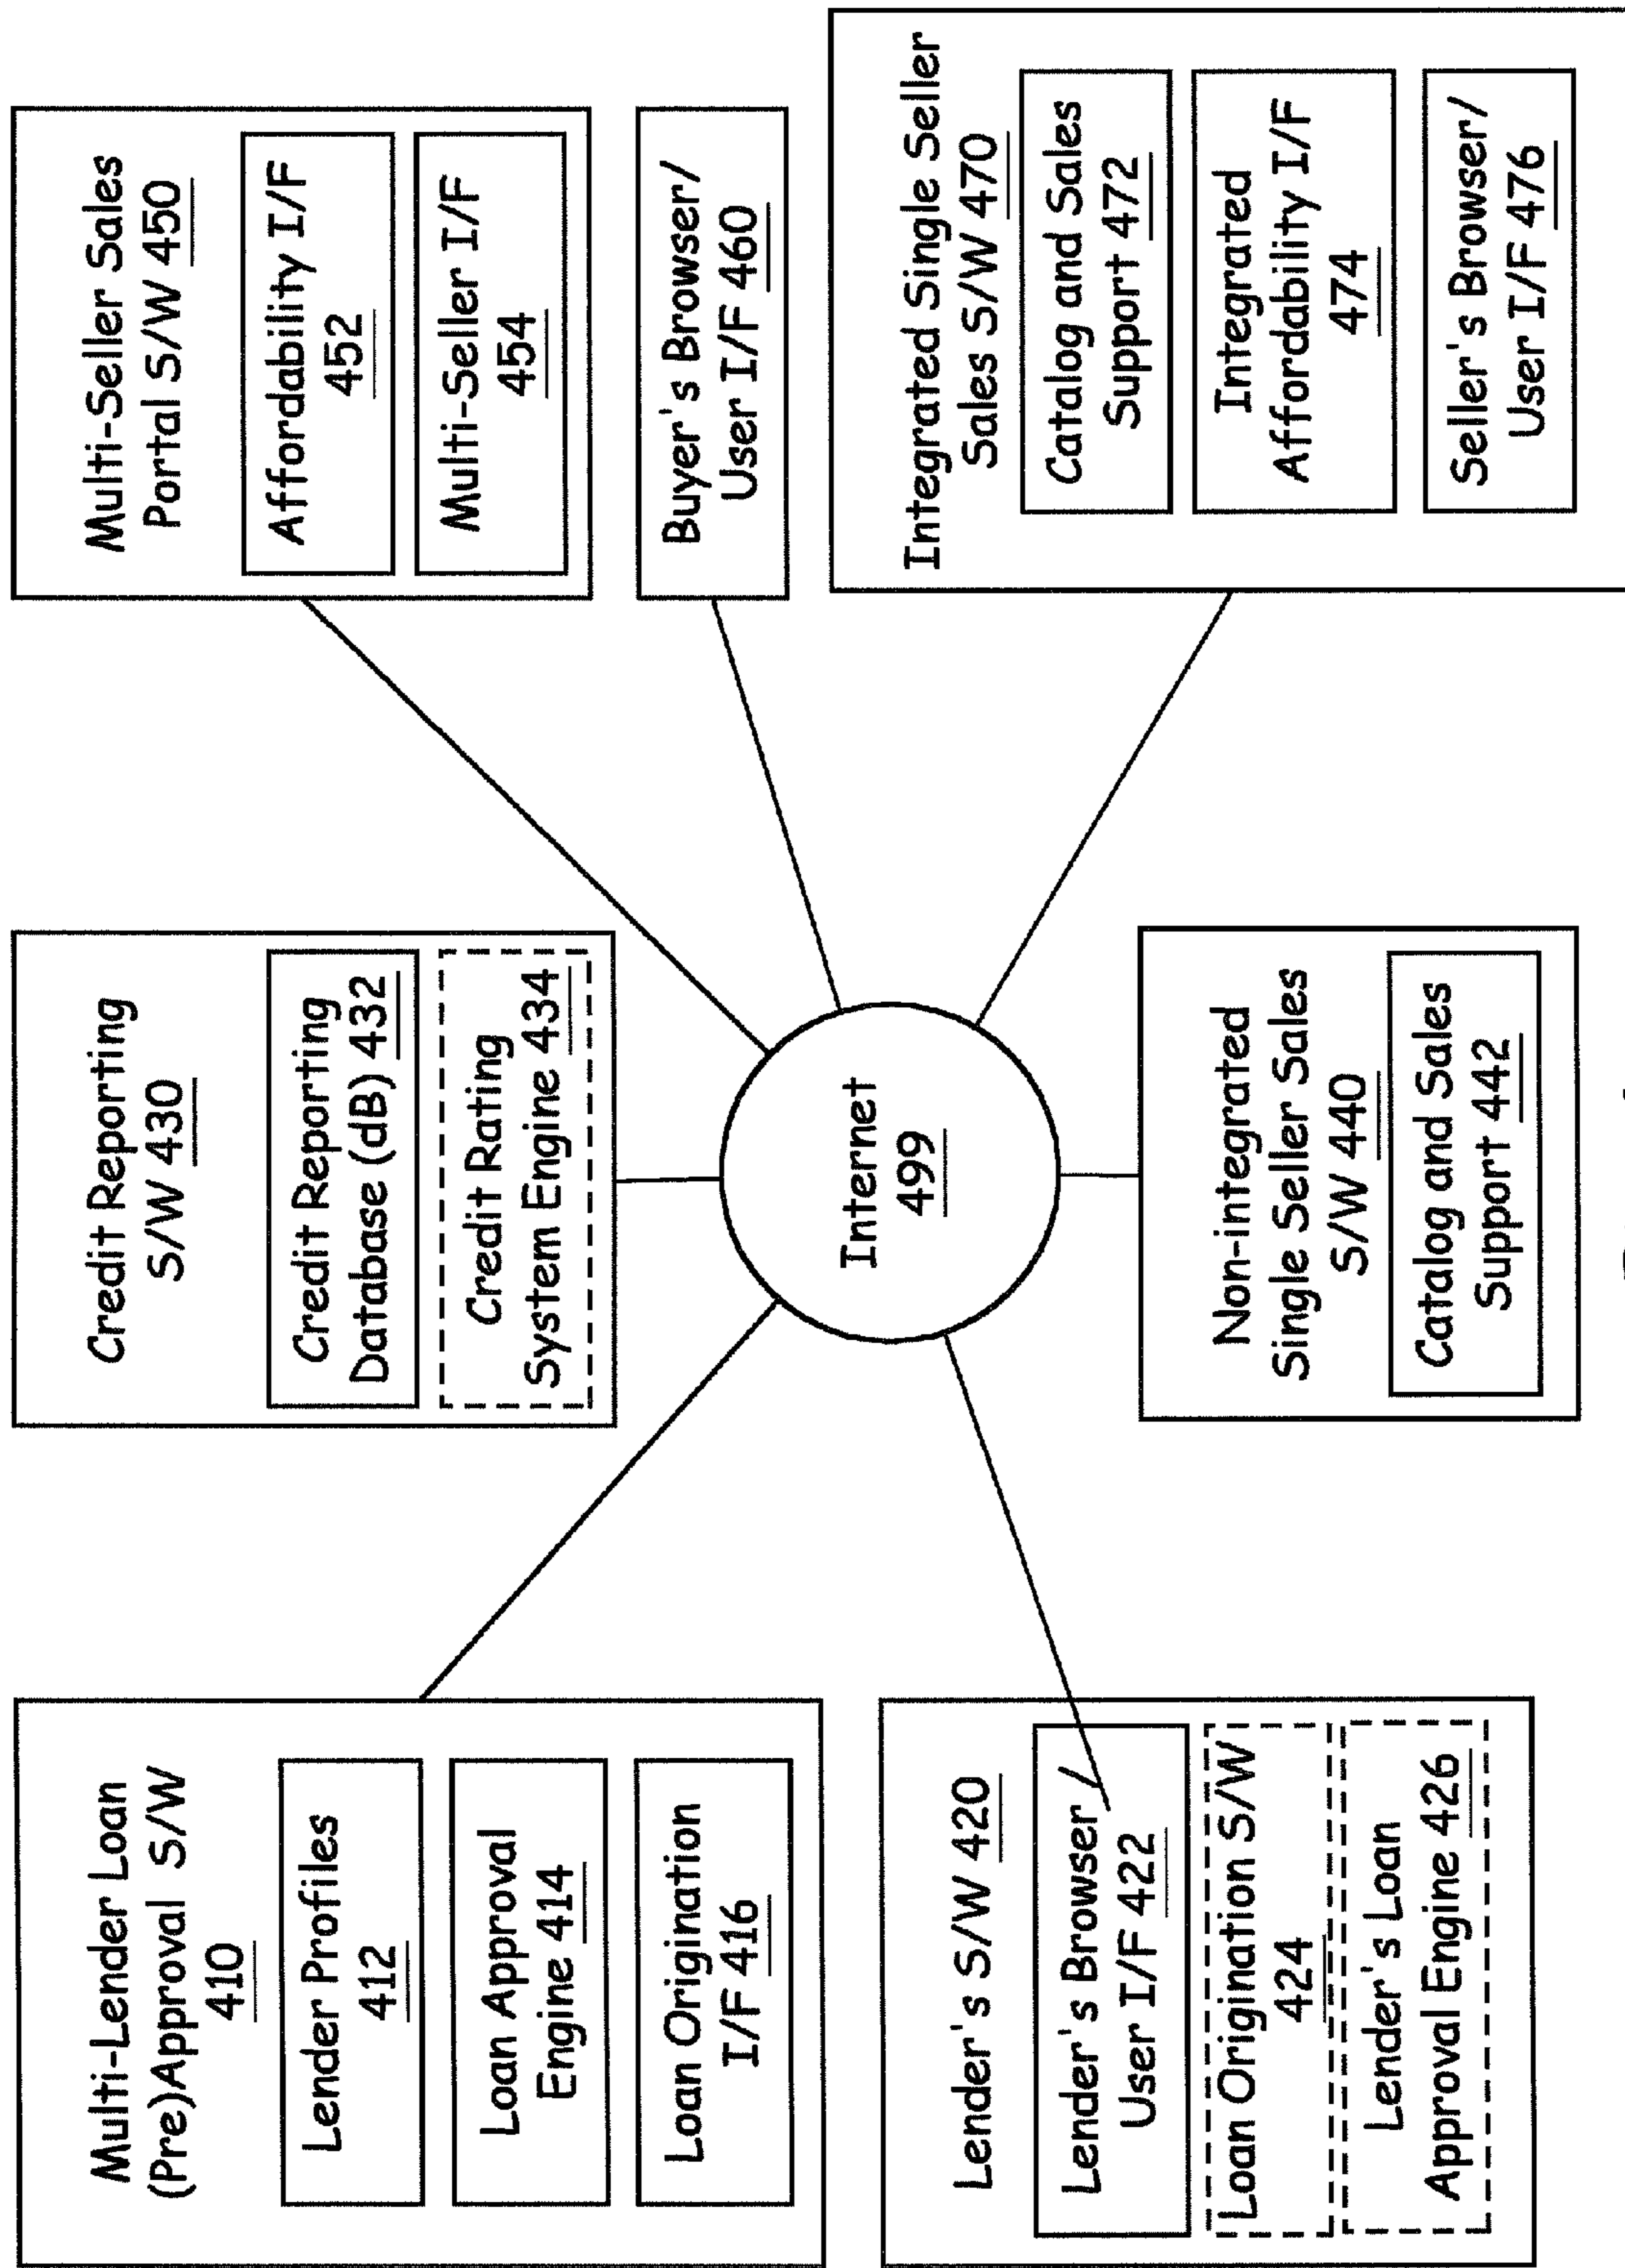 Multi-Lender Loan
(Pre)Approval S/W
410
Lender Profiles
412
Loan Approval
Engine 414
Loan Origination
I/F 416
Credit Reporting
S/W 430
Credit Reporting
Database (dB) 432
Credit Rating
System Engine 434
Multi-Seller Sales
Portal S/W 450
Affordability I/F
452
Multi-Seller I/F
454
Buyer's Browser/
User I/F 460
Internet
499
Lender's S/W 420
Lender's Browser /
User I/F 422
Loan Origination S/W
424
Lender's Loan
Approval Engine 426
Non-integrated
Single Seller Sales
S/W 440
Catalog and Sales
Support 442
Integrated Single Seller
Sales S/W 470
Catalog and Sales
Support 472
Integrated
Affordability I/F
474
Seller's Browser/
User I/F 476